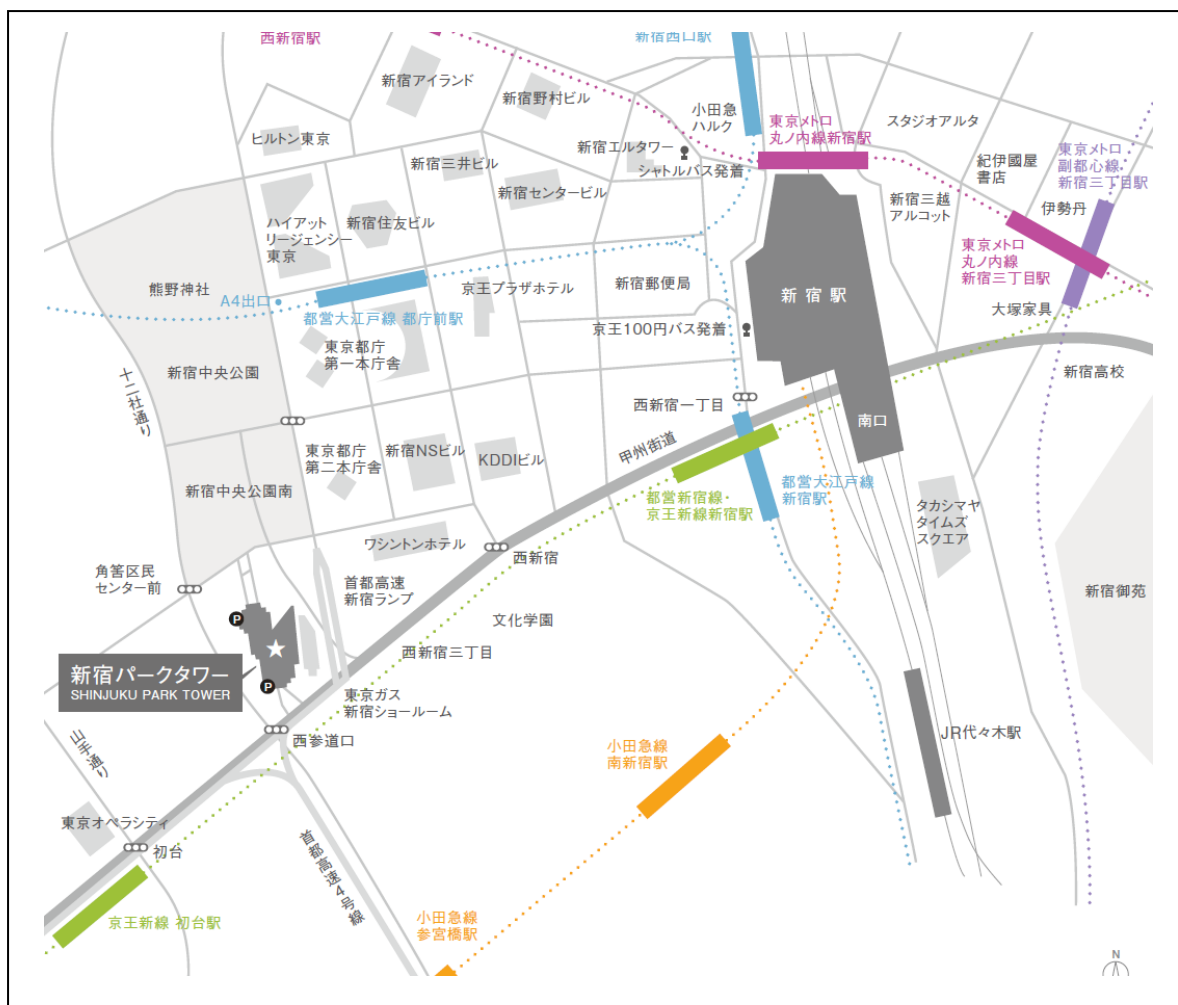 西新宿駅
新宿西口駅
新宿アイランド
新宿野村ビル
小田急
ハルク
東京メトロ
丸ノ内線新宿駅
スタジオアルタ
ヒルトン東京
新宿三井ビル
新宿エルタワー
シャトルバス発着
紀伊國屋
書店
東京メトロ
副都心線・
新宿三丁目駅
新宿センタービル
新宿三越
アルコット
伊勢丹
ハイアット
リージェンシー
東京
新宿住友ビル
東京メトロ
丸ノ内線
新宿三丁目駅
熊野神社
A4出口
京王プラザホテル
新宿郵便局
新宿駅
都営大江戸線 都庁前駅
京王100円バス発着
大塚家具
東京都庁
第一本庁舎
新宿中央公園
十二社通り
新宿高校
西新宿一丁目
南口
甲州街道
東京都庁
第二本庁舎
新宿NSビル
KDDIビル
新宿中央公園南
都営新宿線・
京王新線新宿駅
都営大江戸線
新宿駅
タカシマヤ
タイムズ
スクエア
ワシントンホテル
西新宿
角筈区民
センター前
首都高速
新宿ランプ
新宿御苑
P
文化学園
西新宿三丁目
新宿パークタワー
SHINJUKU PARK TOWER
P
東京ガス
新宿ショールーム
山手通り
西参道口
小田急線
南新宿駅
JR代々木駅
東京オペラシティ
初台
首都高速4号線
京王新線 初台駅
小田急線
参宮橋駅
N